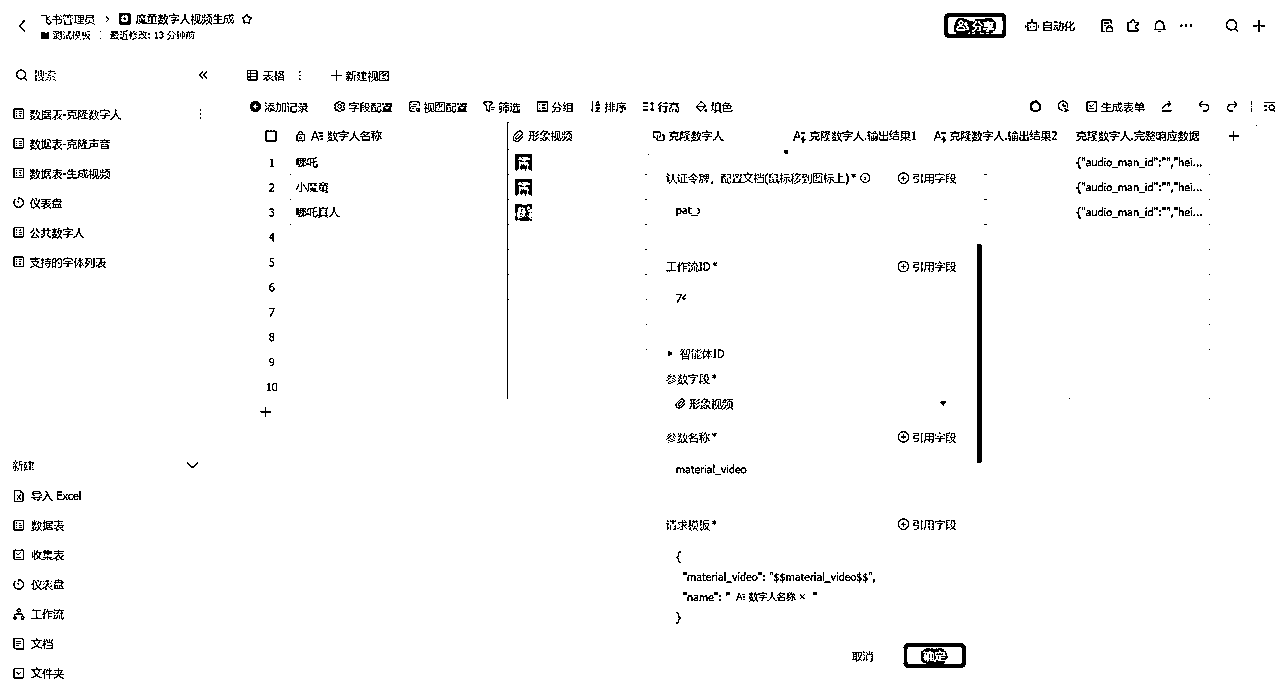 飞书管理员 > 魔童数字人视频生成
测试模板 | 最近修改: 13 分钟前
分享
自动化
搜索
数据表-克隆数字人
数据表-克隆声音
数据表-生成视频
仪表盘
公共数字人
支持的字体列表
新建
导入 Excel
数据表
收集表
仪表盘
工作流
文档
文件夹
表格
新建视图
添加记录 字段配置 视图配置 筛选 分组 排序 行高 填色
生成表单
数字人名称 形象视频 克隆数字人 克隆数字人.输出结果1 克隆数字人.输出结果2 克隆数字人.完整响应数据
1 哪吒 {"audio_man_id":"","hei...
2 小魔童 {"audio_man_id":"","hei...
3 哪吒真人 {"audio_man_id":"","hei...
4
5
6
7
8
9
10
认证令牌，配置文档(鼠标移到图标上)* 引用字段
pat_
工作流ID* 引用字段
74
智能体ID
参数字段*
形象视频
参数名称* 引用字段
material_video
请求模版* 引用字段
{
"material_video": "$$material_video$$",
"name": " 数字人名称 × "
}
取消 确定